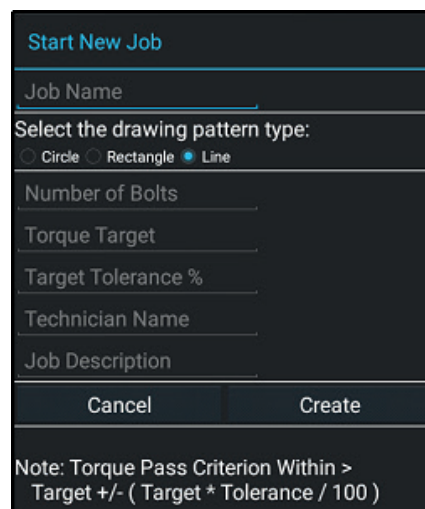 Start New Job
Job Name
Select the drawing pattern type:
Circle Rectangle Line
Number of Bolts
Torque Target
Target Tolerance %
Technician Name
Job Description
Cancel Create
Note: Torque Pass Criterion Within >
Target +/- ( Target * Tolerance / 100 )